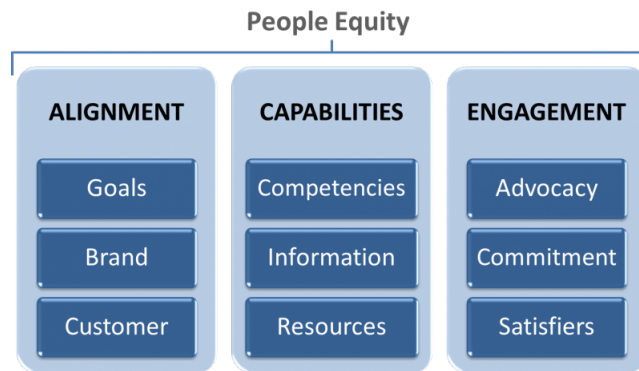 People Equity
ALIGNMENT
Goals
Brand
Customer
CAPABILITIES
Competencies
Information
Resources
ENGAGEMENT
Advocacy
Commitment
Satisfiers